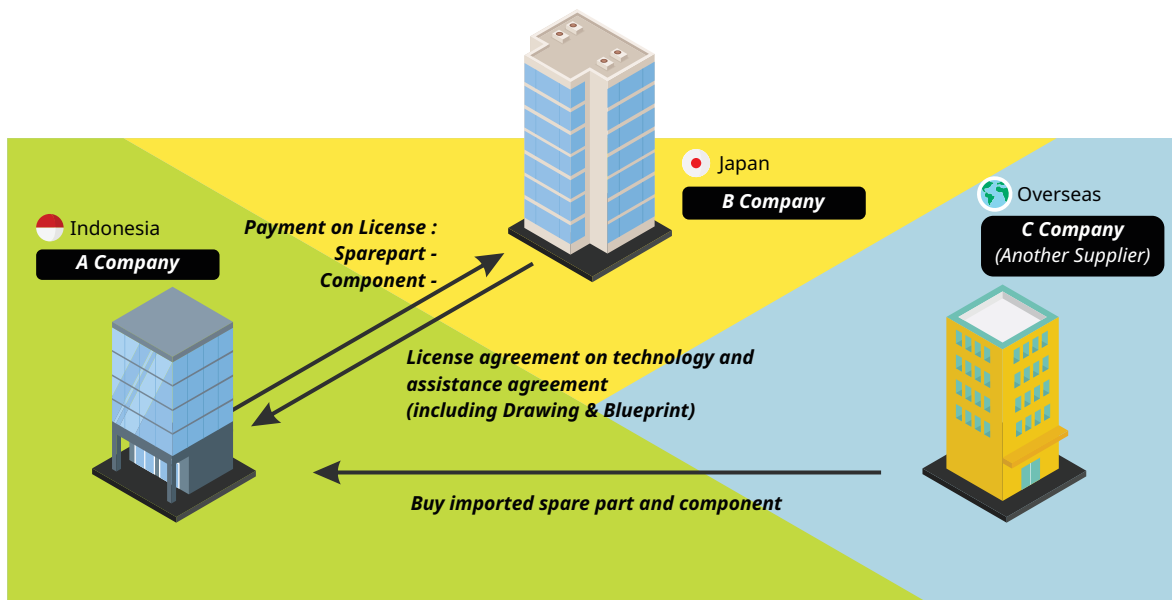 Japan
B Company
Overseas
C Company
(Another Supplier)
Indonesia
A Company
Payment on License :
Sparepart -
Component -
License agreement on technology and
assistance agreement
(including Drawing & Blueprint)
Buy imported spare part and component